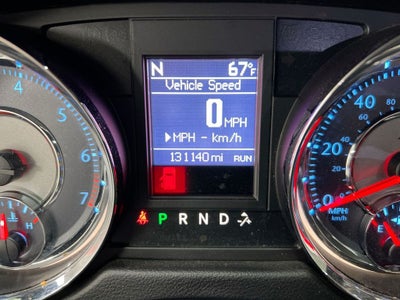 N 67°F
Vehicle Speed
0 MPH
▸MPH - km/h
131140 mi RUN
P R N D
4
5
6
7
H
40
20
0
MPH
km/h
E